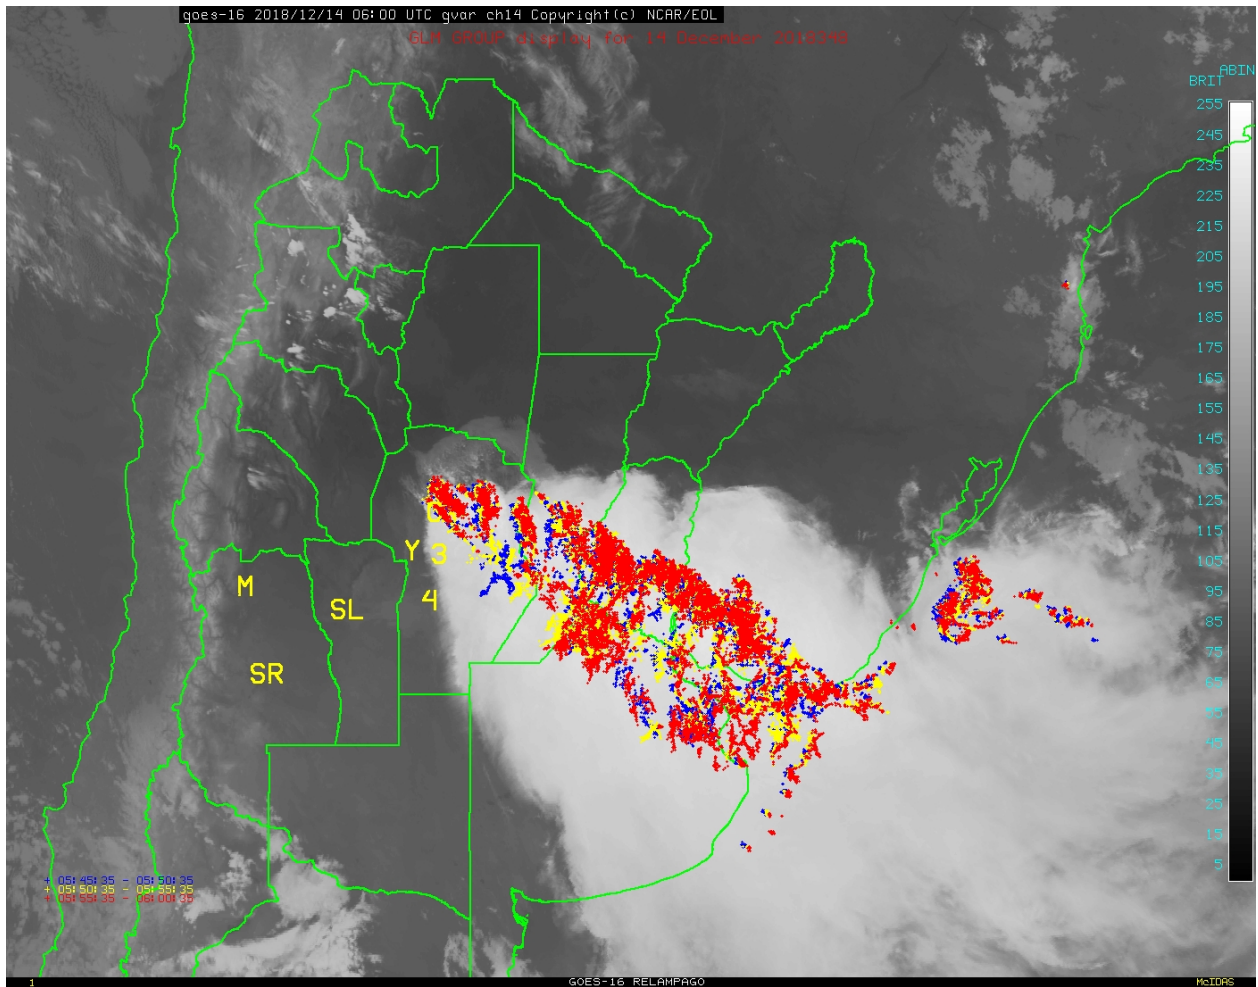 goes-16 2018/12/14 06:00 UTC gvar ch14 Copyright(c) NCAR/EOL
GLM GROUP display for 14 December 2018348
ABIN
BRIT
255
245
235
225
215
205
195
185
175
165
155
145
135
125
115
105
95
85
75
65
55
45
35
25
15
5
Y 3
M
4
SL
SR
+ 05:45:35 - 05:50:35
+ 05:50:35 - 05:55:35
+ 05:55:35 - 06:00:35
1
GOES-16 RELAMPAGO
McIDAS